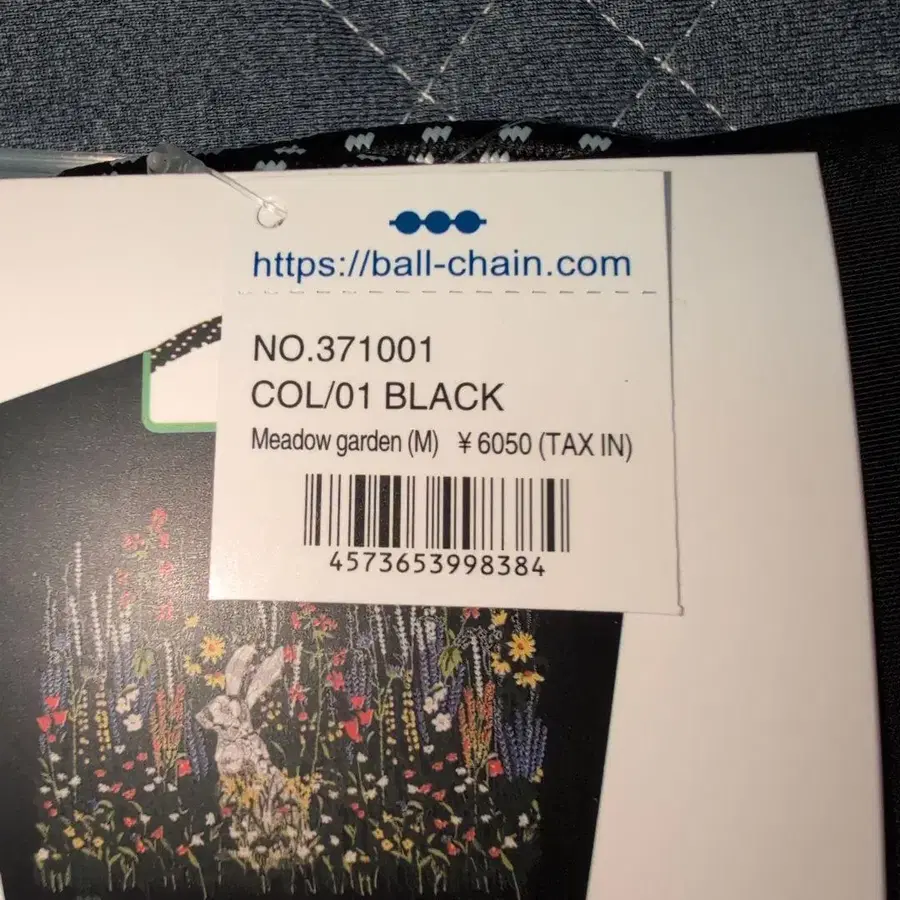 https://ball-chain.com
NO.371001
COL/01 BLACK
Meadow garden (M) ¥6050 (TAX IN)
4573653998384